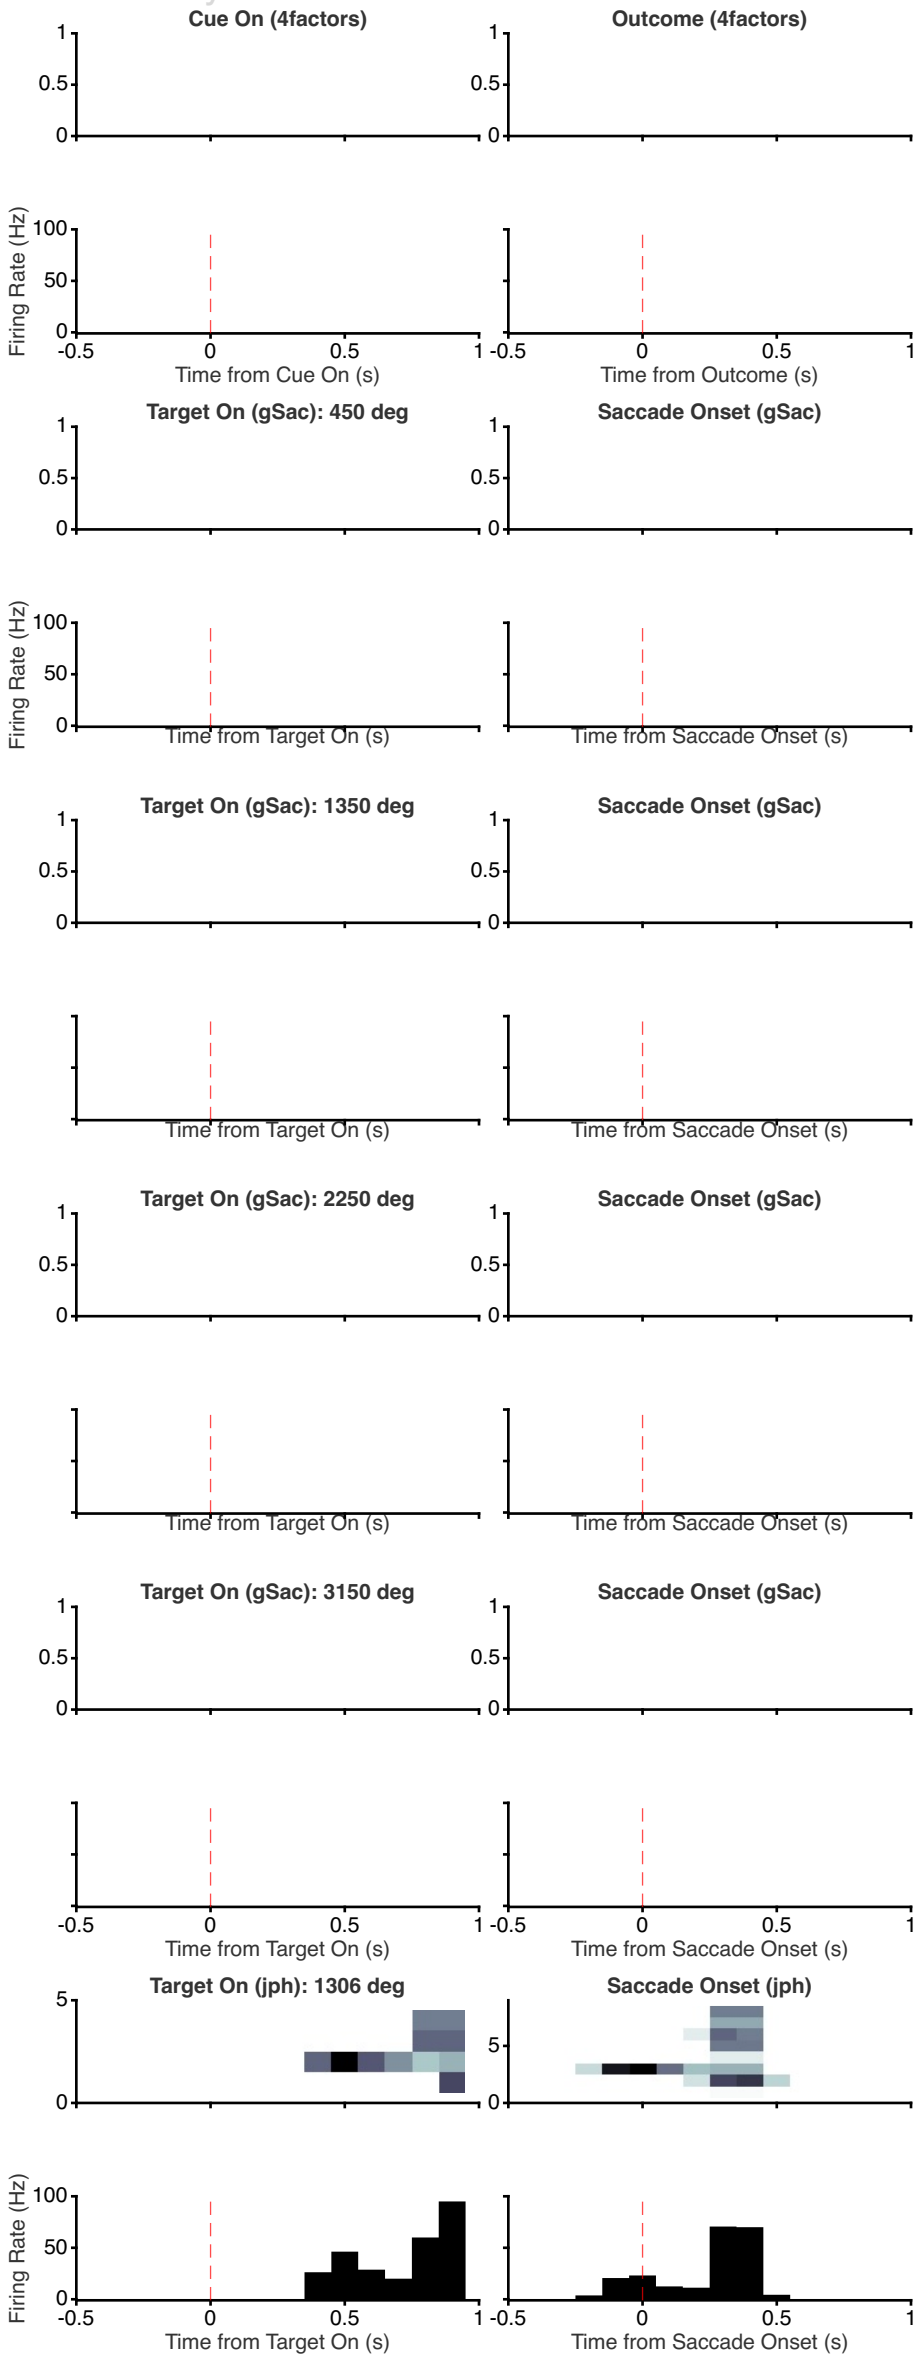 Cue On (4factors) Outcome (4factors)
1 1
0.5 0.5
0 0
Firing Rate (Hz)
100
50
0
-0.5 0 0.5 1 -0.5 0 0.5 1
Time from Cue On (s) Time from Outcome (s)
Target On (gSac): 450 deg Saccade Onset (gSac)
1 1
0.5 0.5
0 0
Firing Rate (Hz)
100
50
0
Time from Target On (s) Time from Saccade Onset (s)
Target On (gSac): 1350 deg Saccade Onset (gSac)
1 1
0.5 0.5
0 0
Time from Target On (s) Time from Saccade Onset (s)
Target On (gSac): 2250 deg Saccade Onset (gSac)
1 1
0.5 0.5
0 0
Time from Target On (s) Time from Saccade Onset (s)
Target On (gSac): 3150 deg Saccade Onset (gSac)
1 1
0.5 0.5
0 0
-0.5 0 0.5 1 -0.5 0 0.5 1
Time from Target On (s) Time from Saccade Onset (s)
Target On (jph): 1306 deg Saccade Onset (jph)
5
5
0 0
Firing Rate (Hz)
100
50
0
-0.5 0 0.5 1 -0.5 0 0.5 1
Time from Target On (s) Time from Saccade Onset (s)